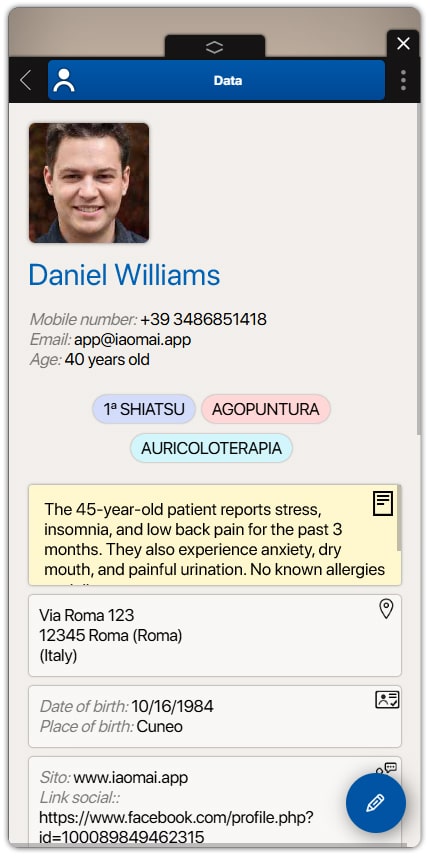 Data
Daniel Williams
Mobile number: +39 3486851418
Email: app@iaomai.app
Age: 40 years old
1ª SHIATSU
AGOPUNTURA
AURICOLOTERAPIA
The 45-year-old patient reports stress,
insomnia, and low back pain for the past 3
months. They also experience anxiety, dry
mouth, and painful urination. No known allergies
Via Roma 123
12345 Roma (Roma)
(Italy)
Date of birth: 10/16/1984
Place of birth: Cuneo
Sito: www.iaomai.app
Link social::
https://www.facebook.com/profile.php?
id=100089849462315